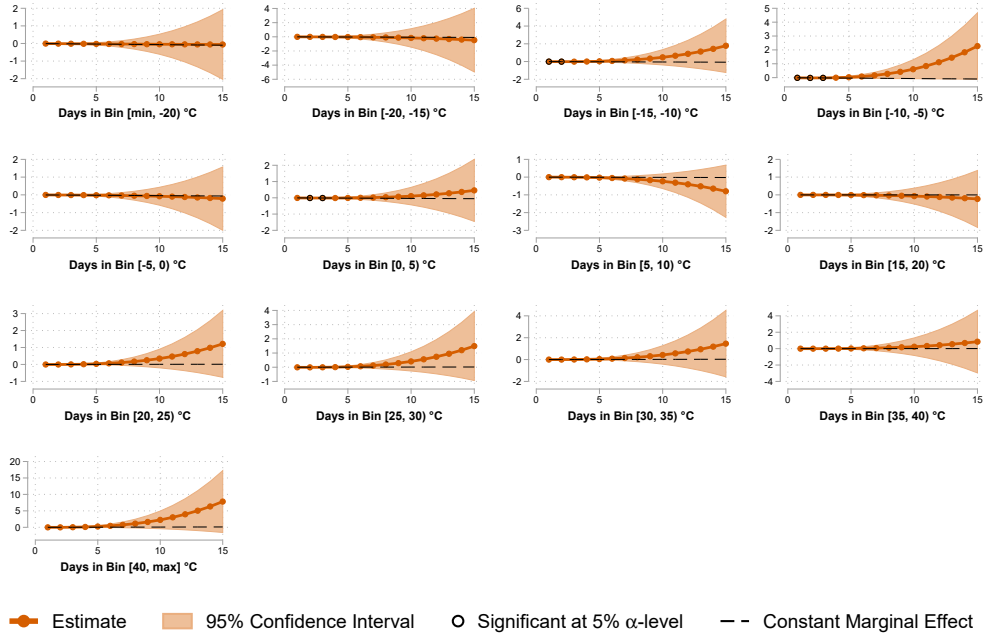 2
1
0
-1
-2
0 5 10 15
Days in Bin [min, -20) °C
4
2
0
-2
-4
-6
0 5 10 15
Days in Bin [-20, -15) °C
6
4
2
0
-2
0 5 10 15
Days in Bin [-15, -10) °C
5
4
3
2
1
0
0 5 10 15
Days in Bin [-10, -5) °C
2
1
0
-1
-2
0 5 10 15
Days in Bin [-5, 0) °C
2
1
0
-1
-2
0 5 10 15
Days in Bin [0, 5) °C
1
0
-1
-2
-3
0 5 10 15
Days in Bin [5, 10) °C
2
1
0
-1
-2
0 5 10 15
Days in Bin [15, 20) °C
3
2
1
0
-1
0 5 10 15
Days in Bin [20, 25) °C
4
3
2
1
0
-1
0 5 10 15
Days in Bin [25, 30) °C
4
2
0
-2
0 5 10 15
Days in Bin [30, 35) °C
4
2
0
-2
-4
0 5 10 15
Days in Bin [35, 40) °C
20
15
10
5
0
0 5 10 15
Days in Bin [40, max] °C
Estimate 95% Confidence Interval Significant at 5% α-level Constant Marginal Effect